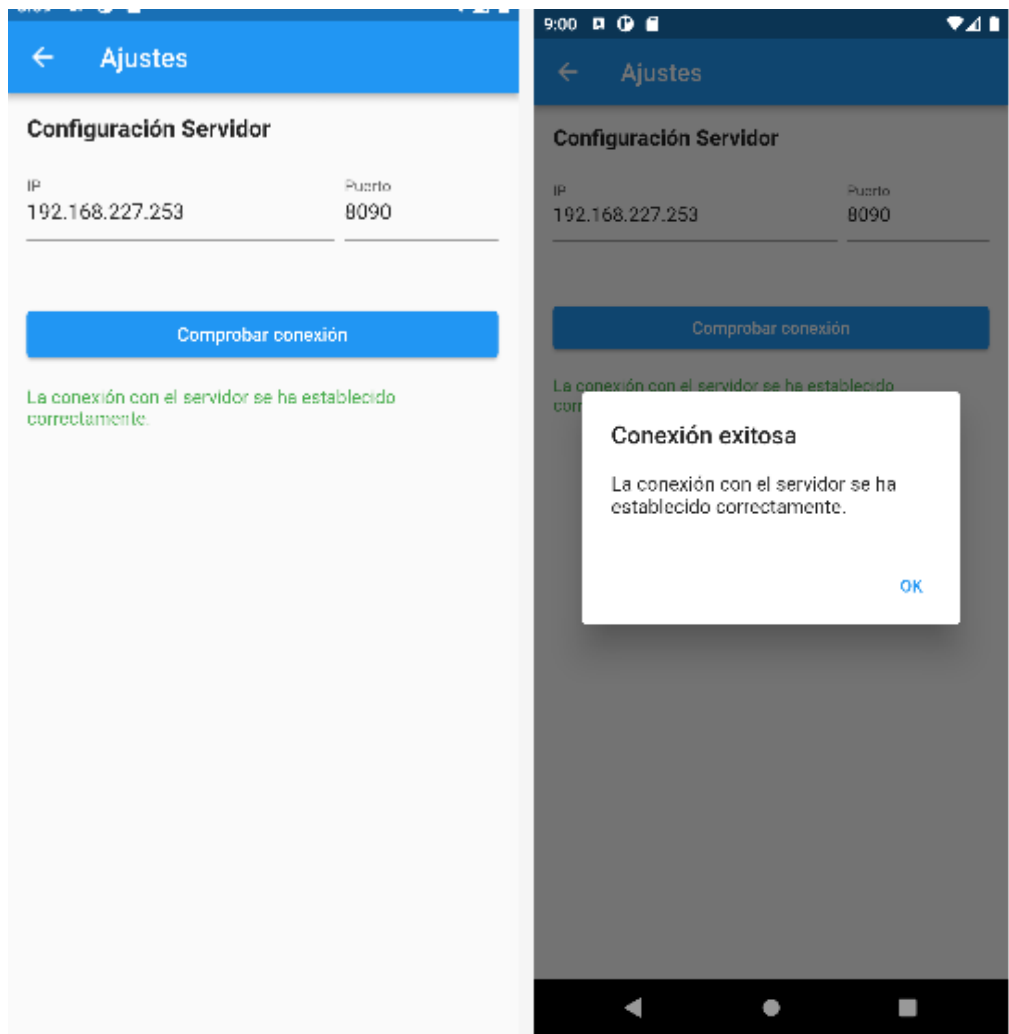 Ajustes
Configuración Servidor
IP
Puerto
192.168.227.253
8090
Comprobar conexión
La conexión con el servidor se ha establecido
correctamente.
9:00
Ajustes
Configuración Servidor
IP
Puerto
192.168.227.253
8090
Comprobar conexión
La conexión con el servidor se ha establecido
corr
Conexión exitosa
La conexión con el servidor se ha
establecido correctamente.
OK